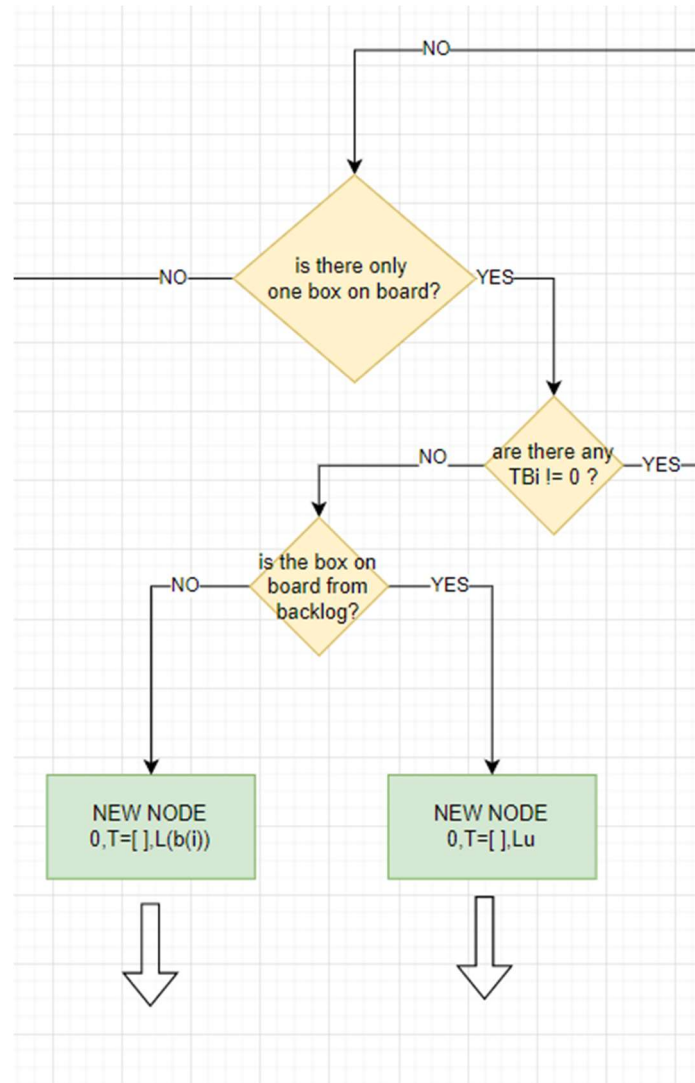 NO
is there only
one box on board?
NO
YES
are there any
TBi != 0 ?
NO
YES
is the box on
board from
backlog?
NO
YES
NEW NODE
0,T=[ ],L(b(i))
NEW NODE
0,T=[ ],Lu